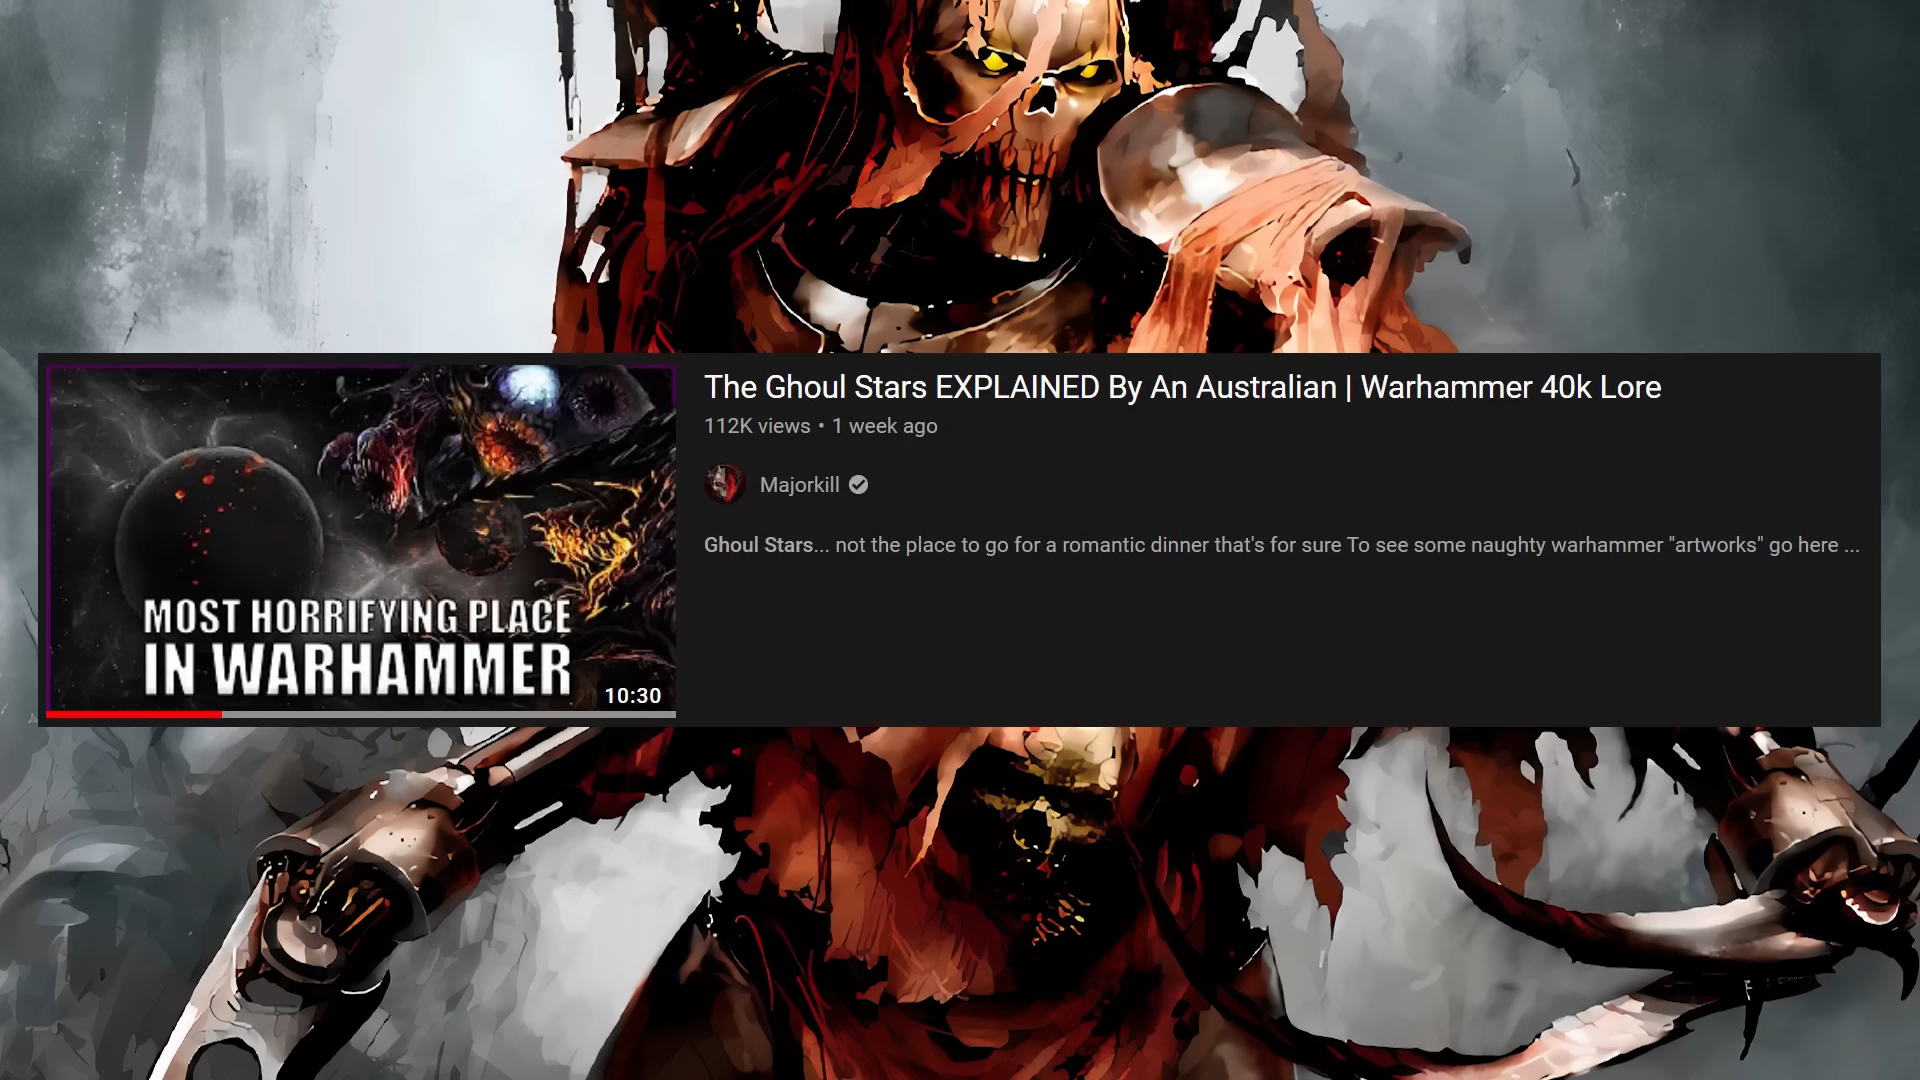 The Ghoul Stars EXPLAINED By An Australian | Warhammer 40k Lore
112K views • 1 week ago
Majorkill
Ghoul Stars... not the place to go for a romantic dinner that's for sure To see some naughty warhammer "artworks" go here ...
MOST HORRIFYING PLACE
IN WARHAMMER
10:30